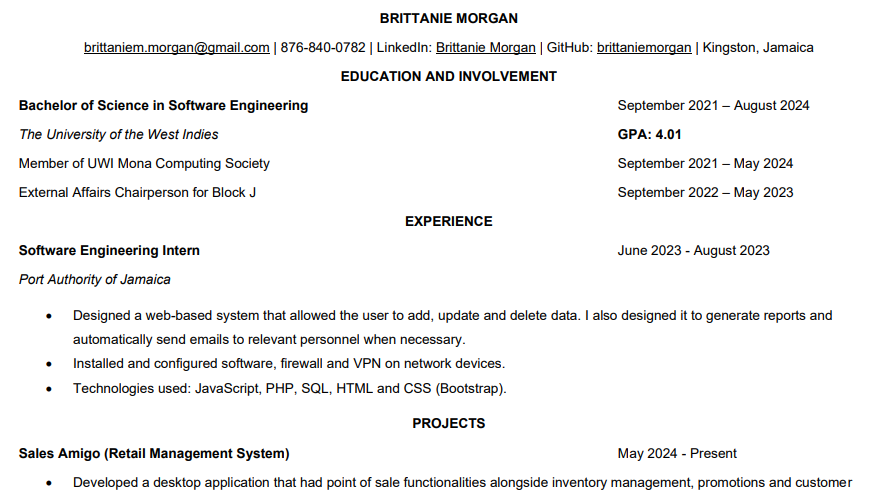 BRITTANIE MORGAN
brittaniem.morgan@gmail.com | 876-840-0782 | LinkedIn: Brittanie Morgan | GitHub: brittaniemorgan | Kingston, Jamaica
EDUCATION AND INVOLVEMENT
Bachelor of Science in Software Engineering September 2021 – August 2024
The University of the West Indies GPA: 4.01
Member of UWI Mona Computing Society September 2021 – May 2024
External Affairs Chairperson for Block J September 2022 – May 2023
EXPERIENCE
Software Engineering Intern June 2023 - August 2023
Port Authority of Jamaica
• Designed a web-based system that allowed the user to add, update and delete data. I also designed it to generate reports and
automatically send emails to relevant personnel when necessary.
• Installed and configured software, firewall and VPN on network devices.
• Technologies used: JavaScript, PHP, SQL, HTML and CSS (Bootstrap).
PROJECTS
Sales Amigo (Retail Management System) May 2024 - Present
• Developed a desktop application that had point of sale functionalities alongside inventory management, promotions and customer